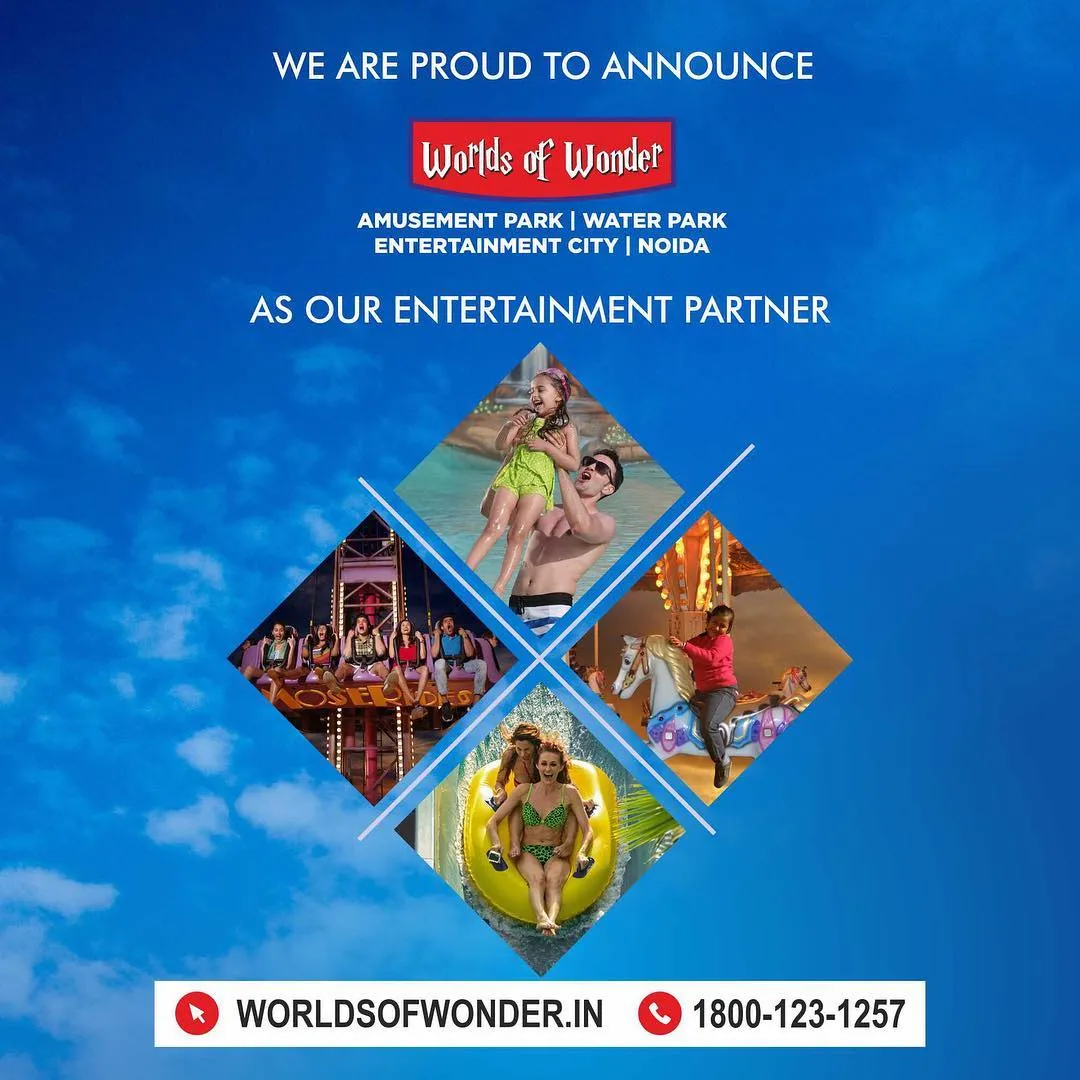 WE ARE PROUD TO ANNOUNCE
Worlds of Wonder
AMUSEMENT PARK | WATER PARK
ENTERTAINMENT CITY | NOIDA
AS OUR ENTERTAINMENT PARTNER
WORLDSOFWONDER.IN
1800-123-1257